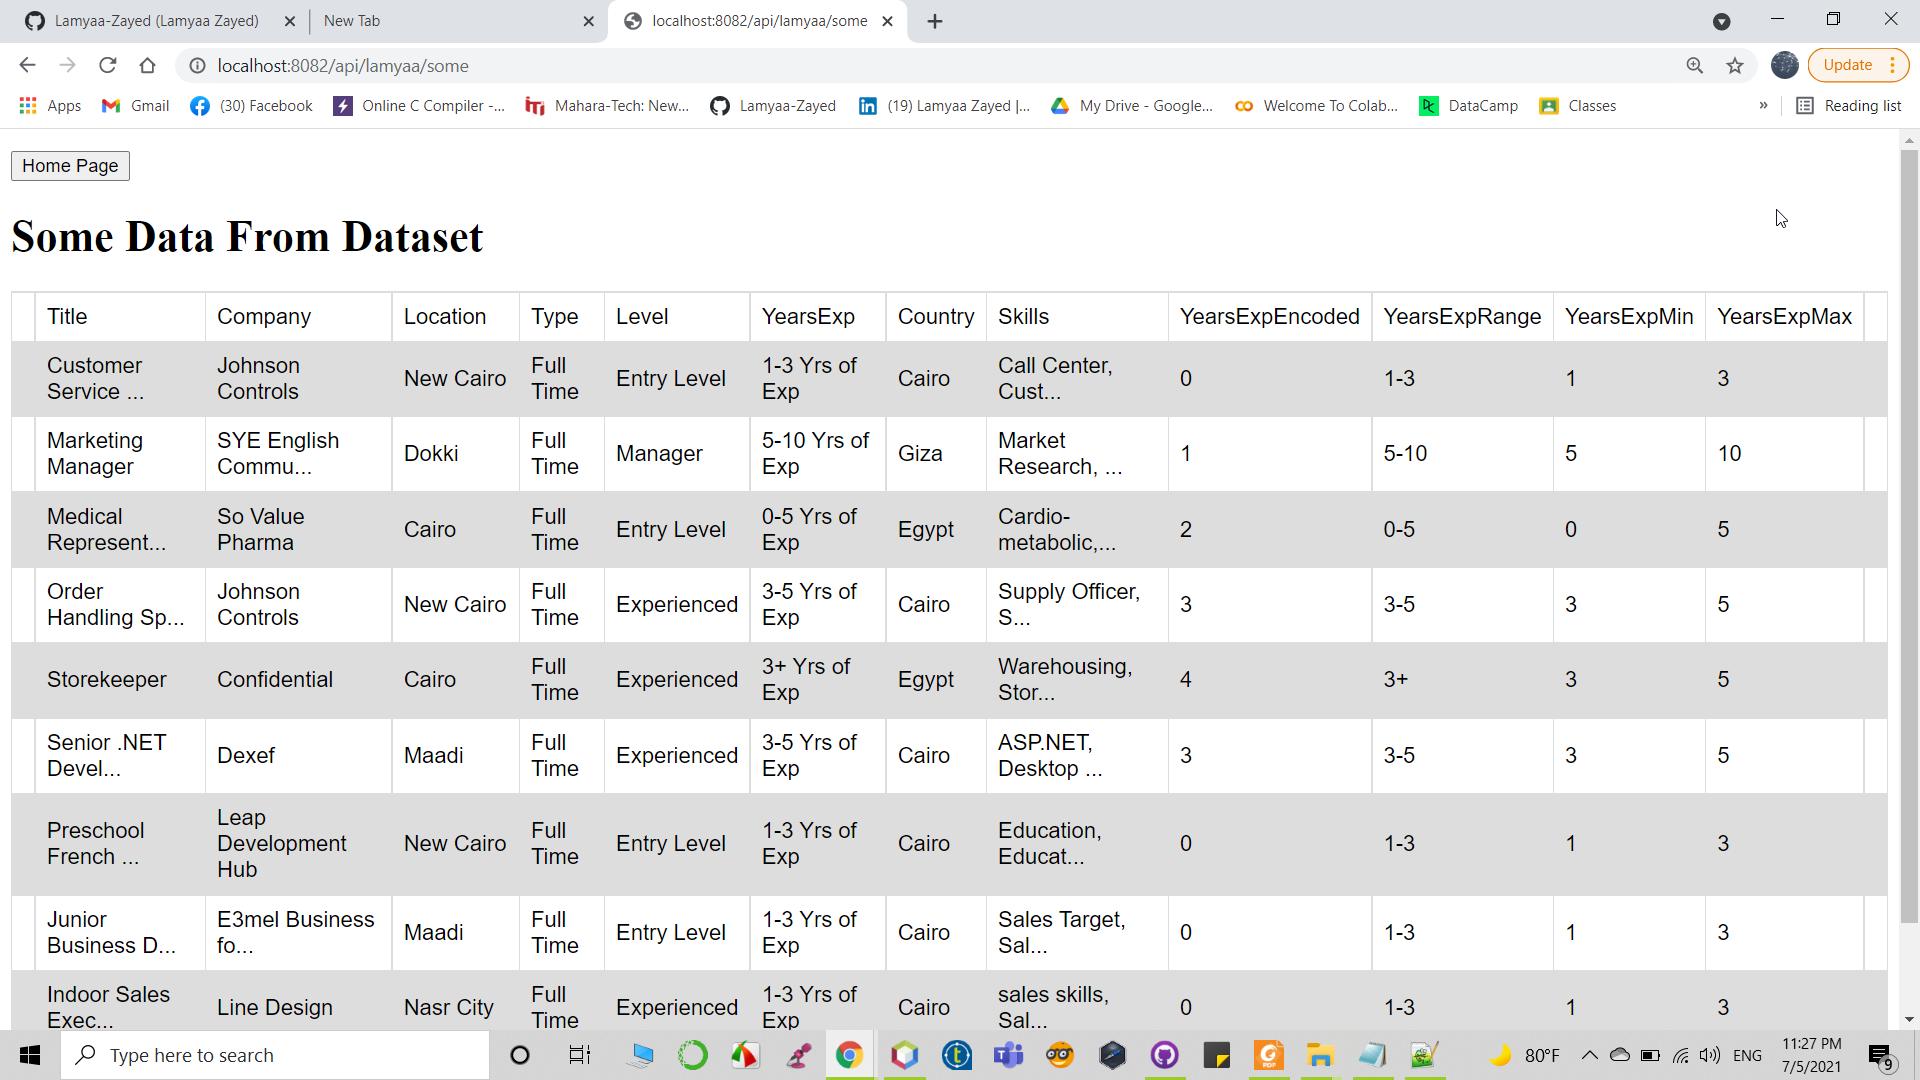 Lamyaa-Zayed (Lamyaa Zayed)
New Tab
localhost:8082/api/lamyaa/some
localhost:8082/api/lamyaa/some
Update
Apps
Gmail
(30) Facebook
Online C Compiler -...
Mahara-Tech: New...
Lamyaa-Zayed
(19) Lamyaa Zayed |...
My Drive - Google...
Welcome To Colab...
DataCamp
Classes
»
Reading list
Home Page
Some Data From Dataset
Title Company Location Type Level YearsExp Country Skills YearsExpEncoded YearsExpRange YearsExpMin YearsExpMax
Customer Johnson Full 1-3 Yrs of Call Center,
New Cairo Entry Level Cairo 0 1-3 1 3
Service ... Controls Time Exp Cust...
Marketing SYE English Full 5-10 Yrs of Market
Dokki Manager Giza 1 5-10 5 10
Manager Commu... Time Exp Research, ...
Medical So Value Full 0-5 Yrs of Cardio-
Cairo Entry Level Egypt 2 0-5 0 5
Represent... Pharma Time Exp metabolic,...
Order Johnson Full 3-5 Yrs of Supply Officer,
New Cairo Experienced Cairo 3 3-5 3 5
Handling Sp... Controls Time Exp S...
Full 3+ Yrs of Warehousing,
Storekeeper Confidential Cairo Experienced Egypt 4 3+ 3 5
Time Exp Stor...
Senior .NET Full 3-5 Yrs of ASP.NET,
Dexef Maadi Experienced Cairo 3 3-5 3 5
Devel... Time Exp Desktop ...
Leap
Preschool Full 1-3 Yrs of Education,
Development New Cairo Entry Level Cairo 0 1-3 1 3
French ... Time Exp Educat...
Hub
Junior E3mel Business Full 1-3 Yrs of Sales Target,
Maadi Entry Level Cairo 0 1-3 1 3
Business D... fo... Time Exp Sal...
Indoor Sales Full 1-3 Yrs of sales skills,
Line Design Nasr City Experienced Cairo 0 1-3 1 3
Exec... Time Exp Sal...
Type here to search
80°F
ENG
11:27 PM
7/5/2021
9